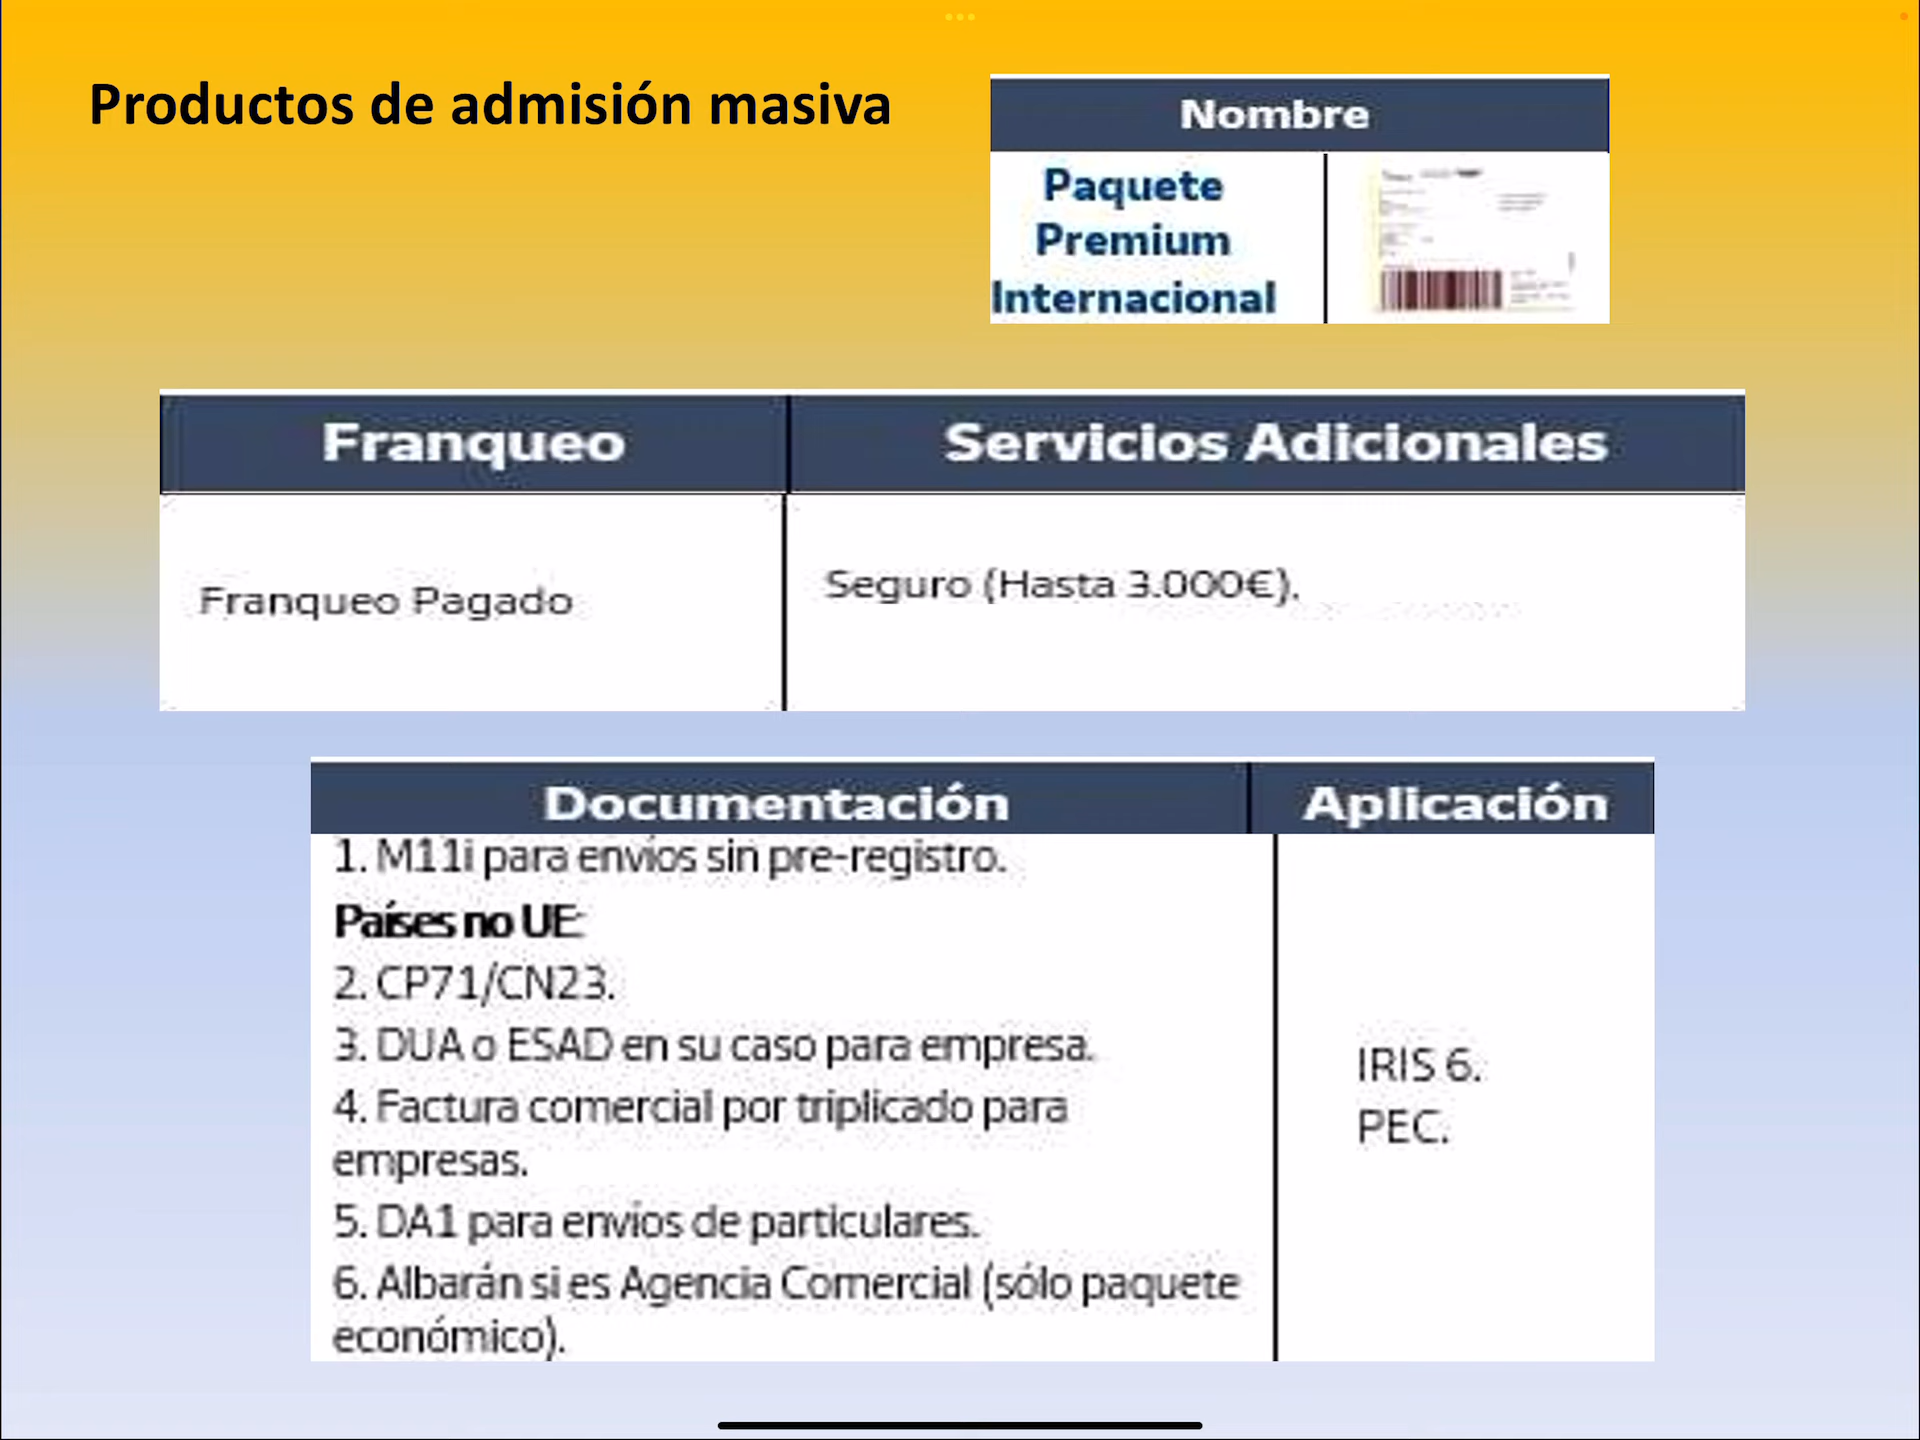 Productos de admisión masiva
Nombre
Paquete
Premium
Internacional
Franqueo
Servicios Adicionales
Franqueo Pagado
Seguro (Hasta 3.000€).
Documentación
Aplicación
1. M11i para envíos sin pre-registro.
Países no UE:
2. CP71/CN23.
3. DUA o ESAD en su caso para empresa.
4. Factura comercial por triplicado para
empresas.
5. DA1 para envíos de particulares.
6. Albarán si es Agencia Comercial (sólo paquete
económico).
IRIS 6.
PEC.